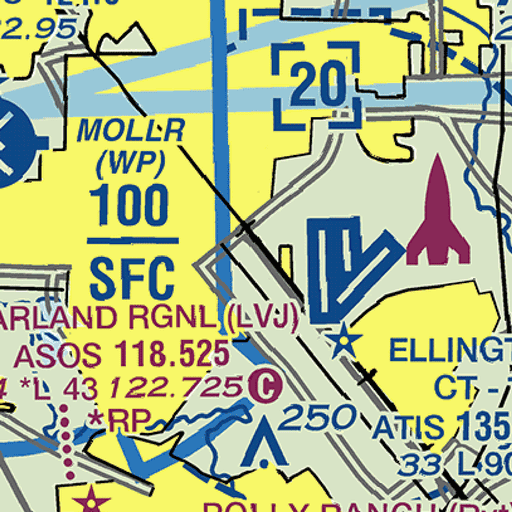 2.95
20
MOLLR
(WP)
100
SFC
ARLAND RGNL (LVJ)
ASOS 118.525
*L 43 122.725 C
*RP
250
ELLINGT
CT -
ATIS 135
33 L 90